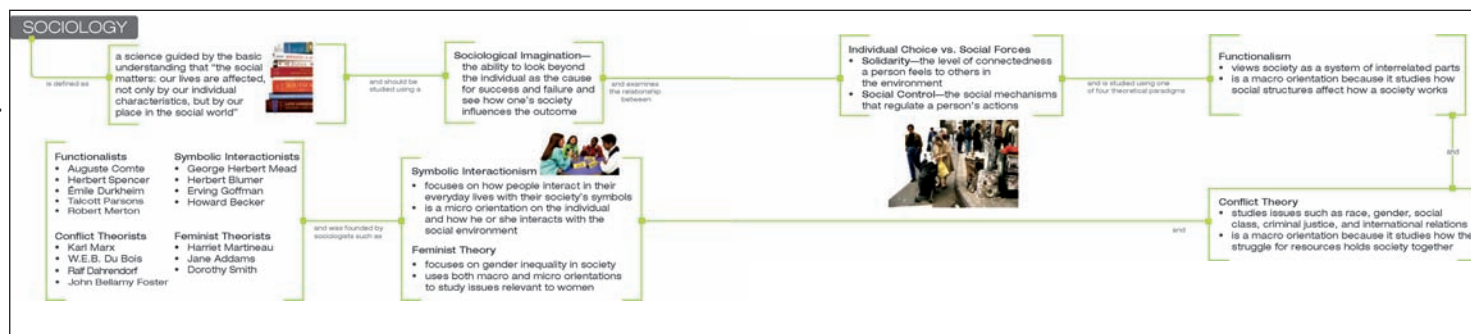 SOCIOLOGY
is defined as
a science guided by the basic
understanding that “the social
matters: our lives are affected,
not only by our individual
characteristics, but by our
place in the social world”
and should be
studied using a
Sociological Imagination—
the ability to look beyond
the individual as the cause
for success and failure and
see how one’s society
influences the outcome
and examines
the relationship
between
Individual Choice vs. Social Forces
• Solidarity—the level of connectedness
a person feels to others in
the environment
• Social Control—the social mechanisms
that regulate a person’s actions
and is studied using one
of four theoretical paradigms
Functionalism
• views society as a system of interrelated parts
• is a macro orientation because it studies how
social structures affect how a society works
and
Conflict Theory
• studies issues such as race, gender, social
class, criminal justice, and international relations
• is a macro orientation because it studies how the
struggle for resources holds society together
and
Symbolic Interactionism
• focuses on how people interact in their
everyday lives with their society’s symbols
• is a micro orientation on the individual
and how he or she interacts with the
social environment
Feminist Theory
• focuses on gender inequality in society
• uses both macro and micro orientations
to study issues relevant to women
and was founded by
sociologists such as
Functionalists
• Auguste Comte
• Herbert Spencer
• Émile Durkheim
• Talcott Parsons
• Robert Merton
Symbolic Interactionists
• George Herbert Mead
• Herbert Blumer
• Erving Goffman
• Howard Becker
Conflict Theorists
• Karl Marx
• W.E.B. Du Bois
• Ralf Dahrendorf
• John Bellamy Foster
Feminist Theorists
• Harriet Martineau
• Jane Addams
• Dorothy Smith